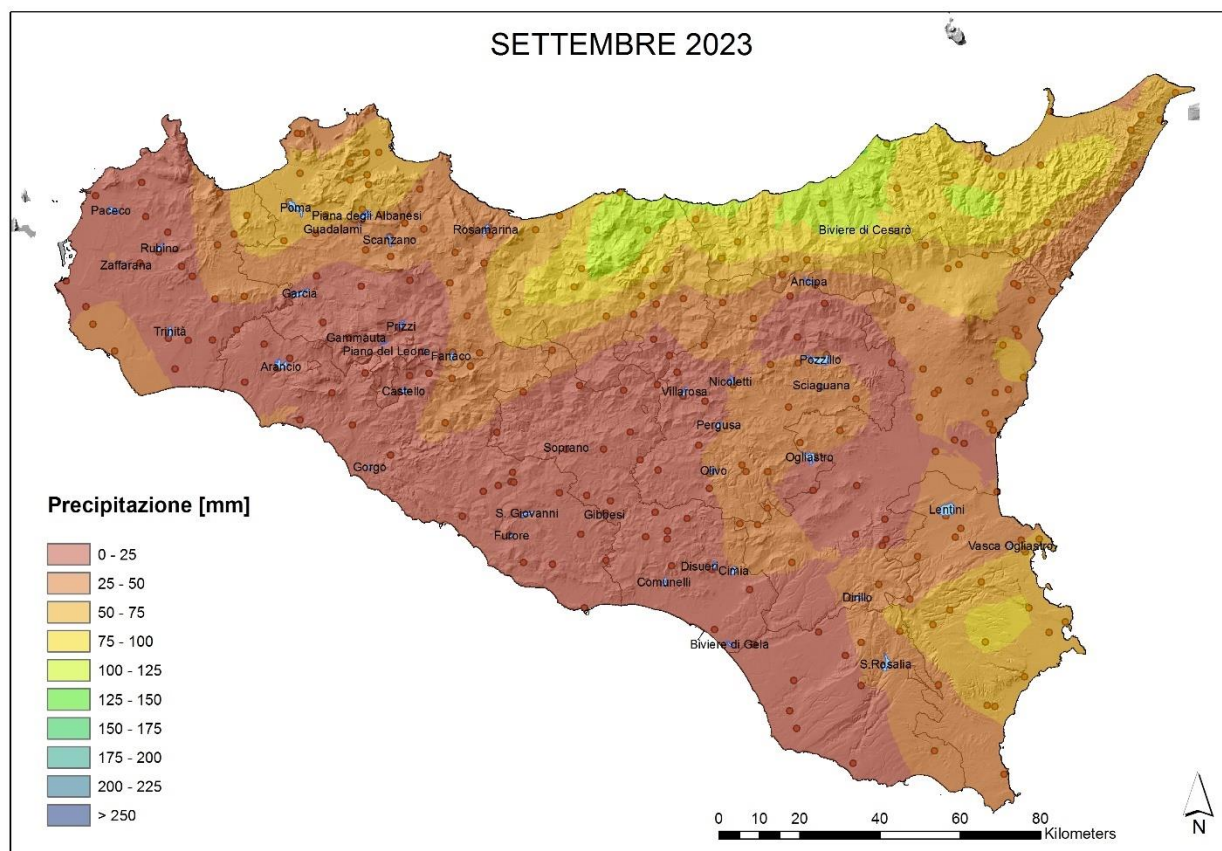 SETTEMBRE 2023
Paceco
Poma
Piana degli Albanesi
Guadalami
Rosamarina
Biviere di Cesarò
Rubino
Scanzano
Zaffarana
Ancipa
Garcia
Trinità
Prizzi
Gammauta
Piano del Leone
Fanaco
Pozzillo
Arancio
Castello
Nicoletti
Sciaguana
Villarosa
Pergusa
Soprano
Gorgo
Olivo
Ogliastro
S. Giovanni
Gibbesi
Lentini
Furore
Vasca Ogliastro
Disueri
Cimia
Comunelli
Dirillo
Biviere di Gela
S.Rosalia
Precipitazione [mm]
0 - 25
25 - 50
50 - 75
75 - 100
100 - 125
125 - 150
150 - 175
175 - 200
200 - 225
> 250
0 10 20 40 60 80
Kilometers
N